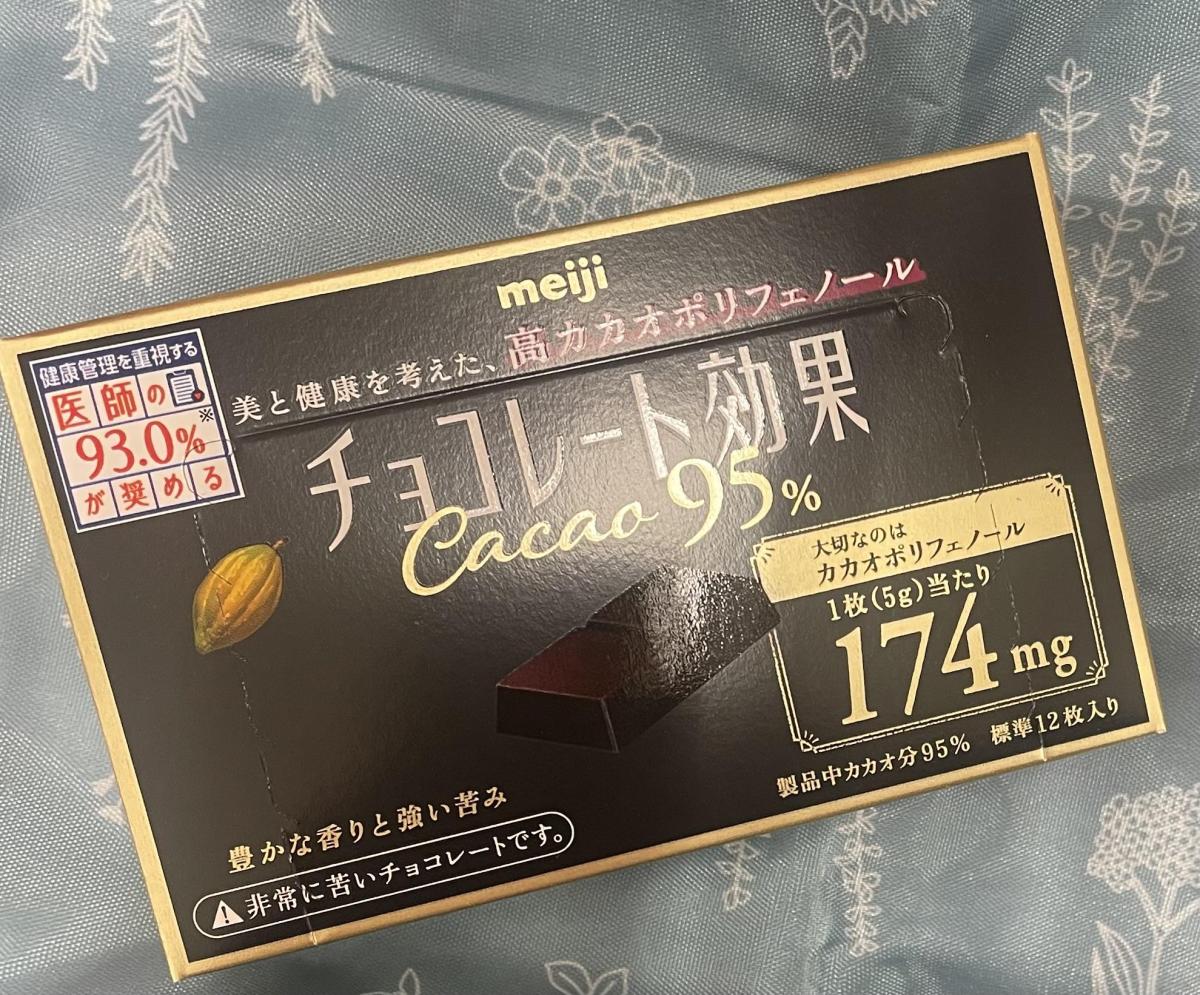 meiji
美と健康を考えた、高カカオポリフェノール
チョコレート効果
Cacao 95%
健康管理を重視する
医師の
93.0%※
が奨める
大切なのは
カカオポリフェノール
1枚(5g)当たり
174mg
製品中カカオ分95% 標準12枚入り
豊かな香りと強い苦み
⚠非常に苦いチョコレートです。